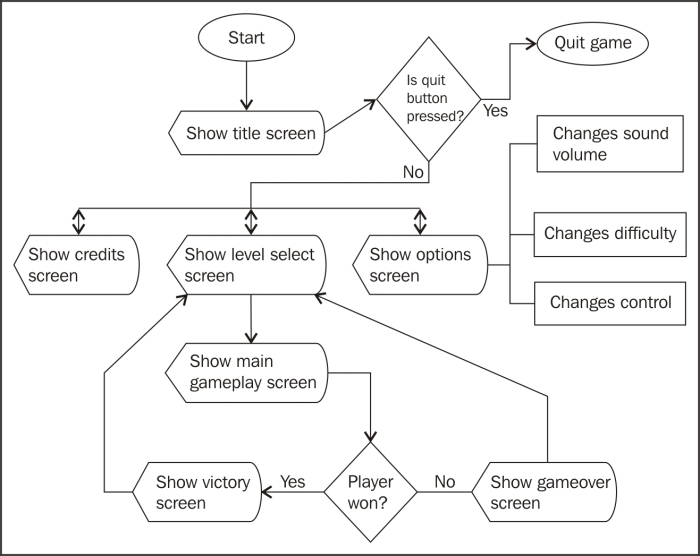 Start
Quit game
Is quit
button
pressed?
Yes
Changes sound
volume
Show title screen
No
Show credits
screen
Show level select
screen
Show options
screen
Changes difficulty
Changes control
Show main
gameplay screen
Show victory
screen
Yes
Player
won?
No
Show gameover
screen